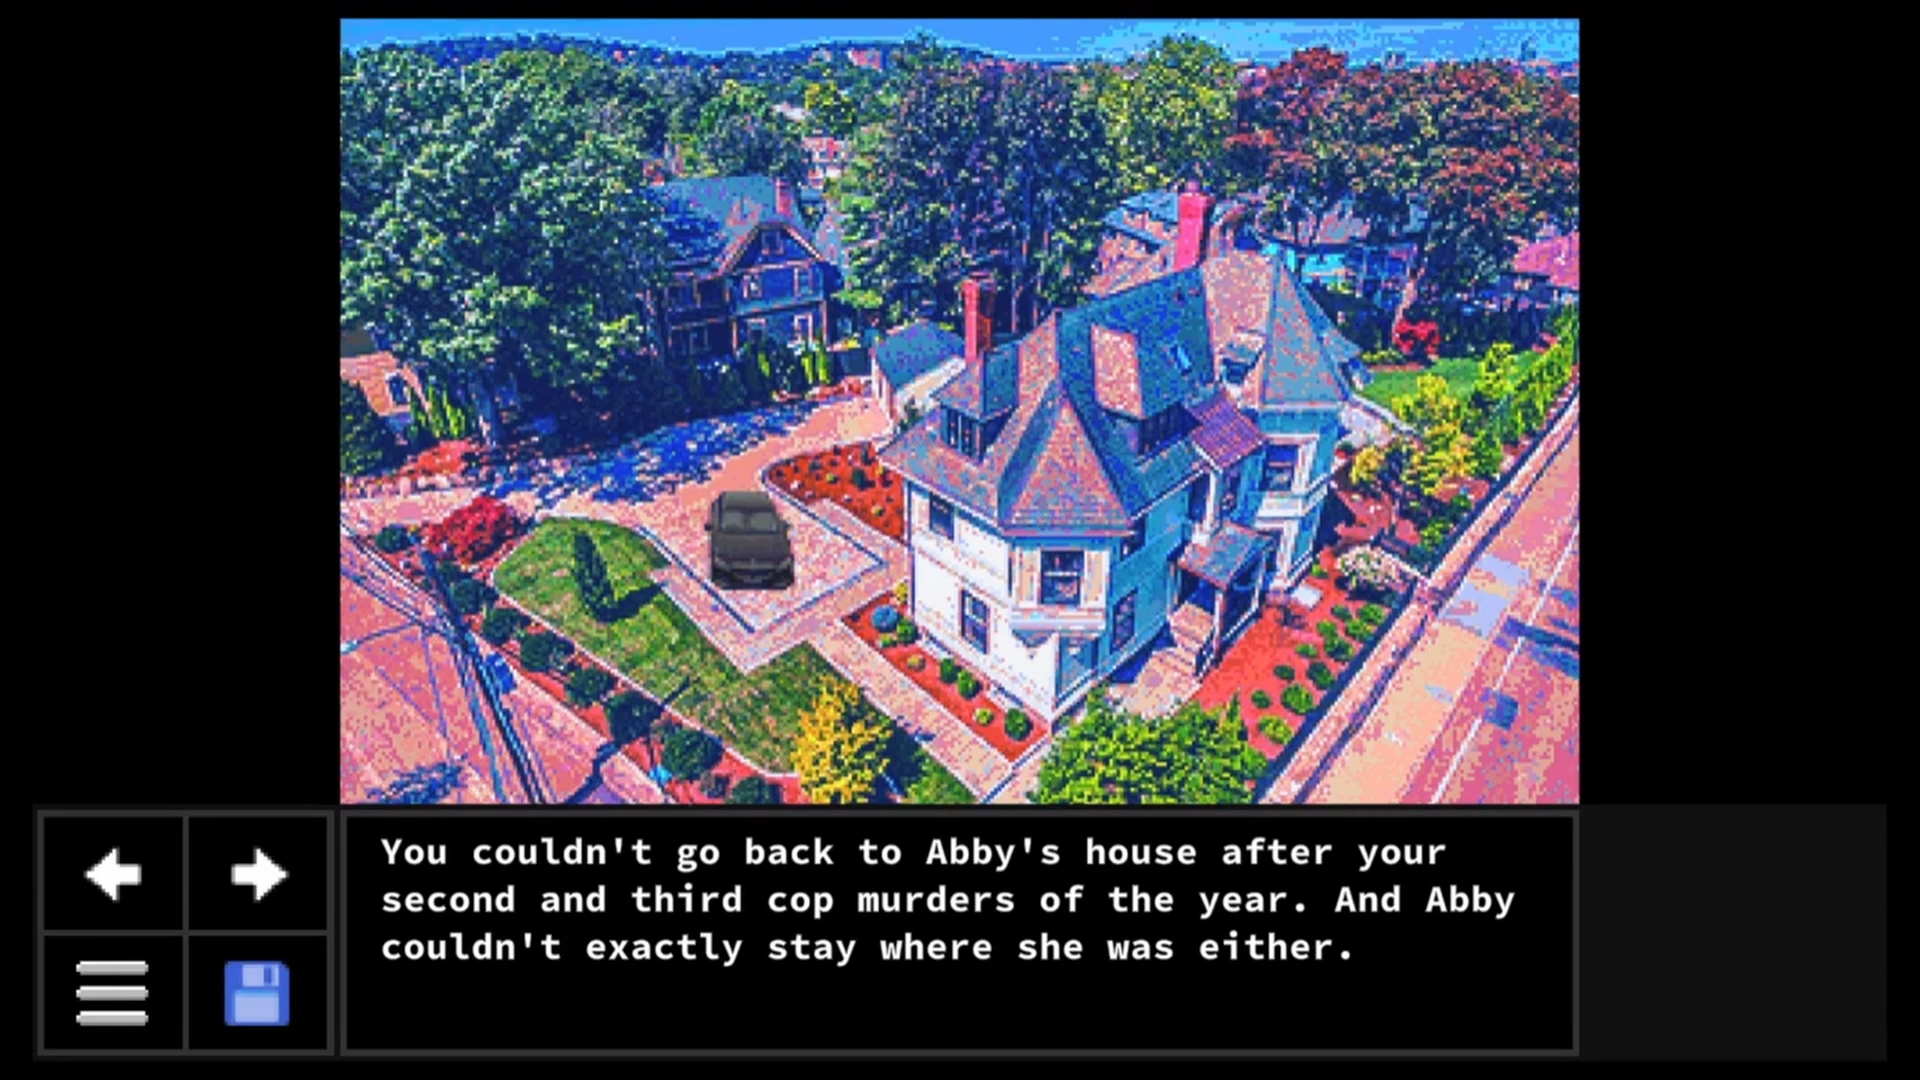 You couldn't go back to Abby's house after your
second and third cop murders of the year. And Abby
couldn't exactly stay where she was either.